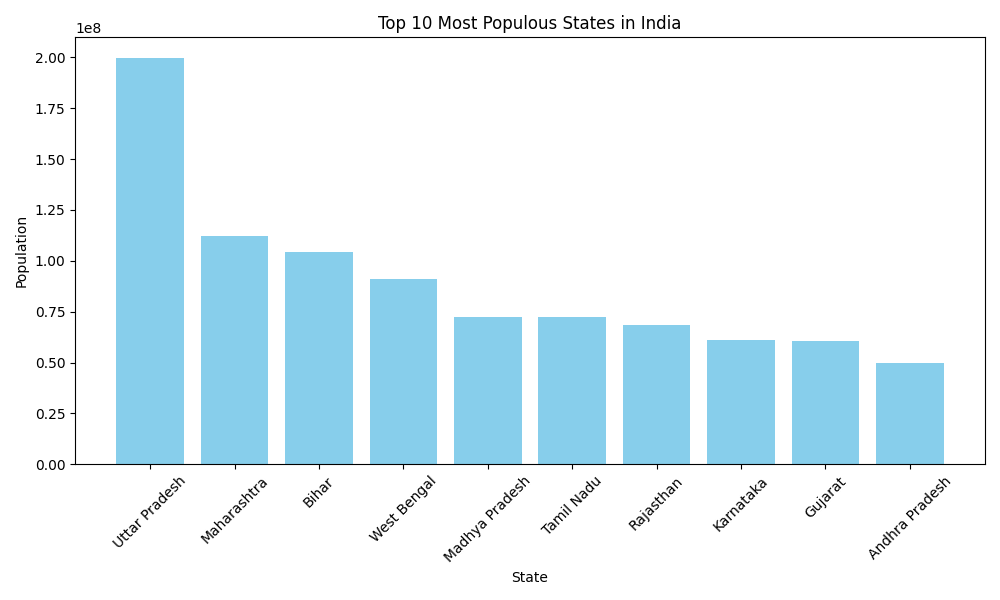 Top 10 Most Populous States in India
1e8
2.00
1.75
1.50
1.25
1.00
0.75
0.50
0.25
0.00
Population
Uttar Pradesh
Maharashtra
Bihar
West Bengal
Madhya Pradesh
Tamil Nadu
Rajasthan
Karnataka
Gujarat
Andhra Pradesh
State